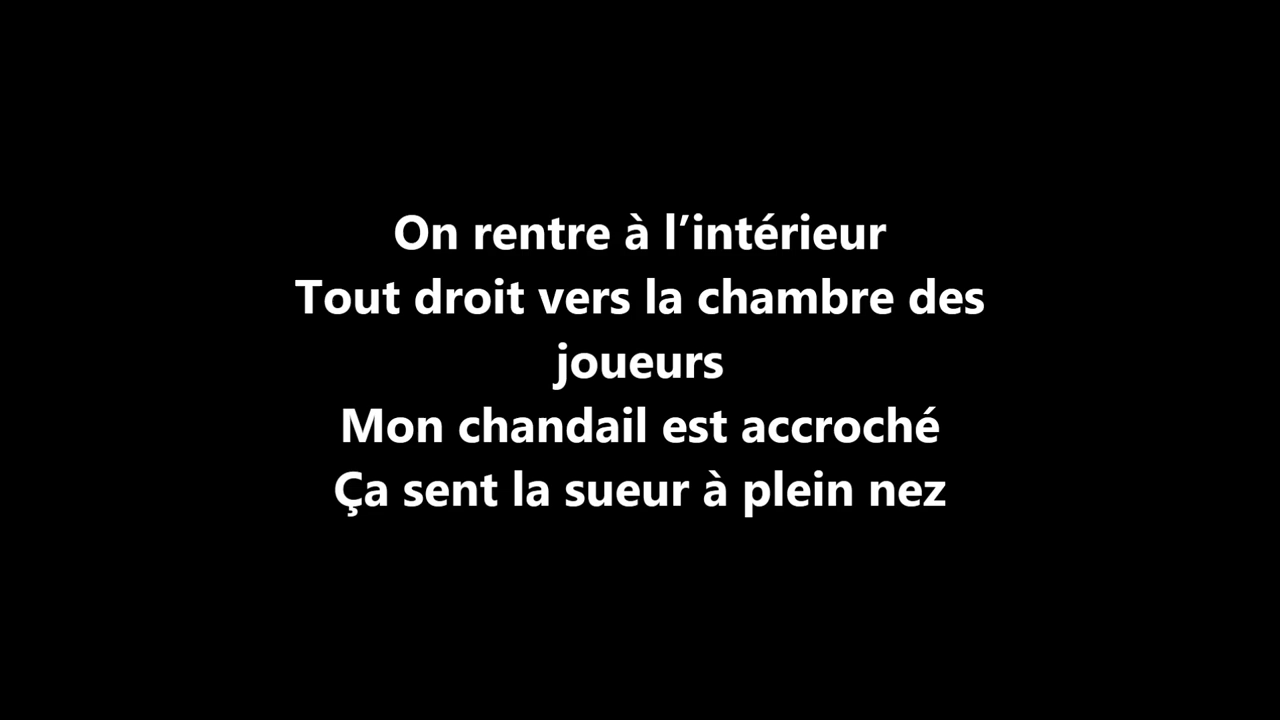 On rentre à l’intérieur
Tout droit vers la chambre des
joueurs
Mon chandail est accroché
Ça sent la sueur à plein nez